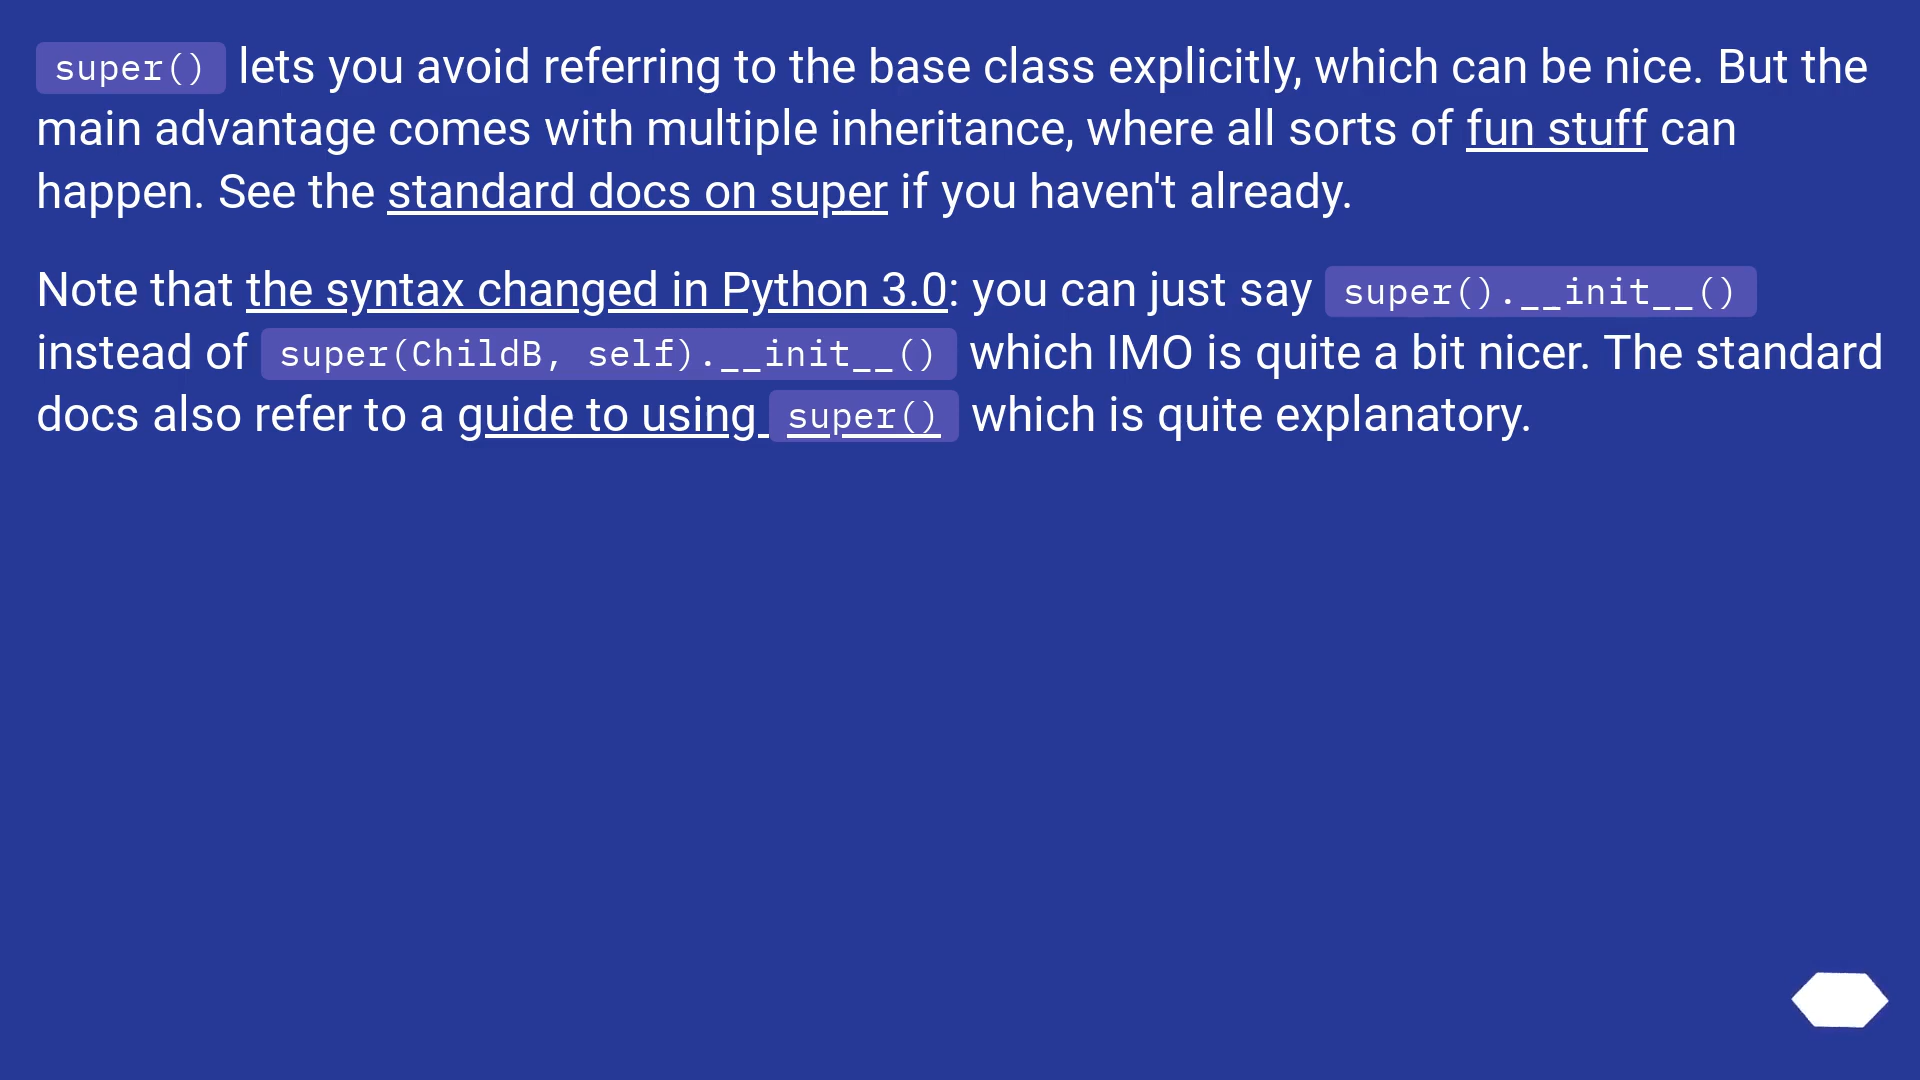 super() lets you avoid referring to the base class explicitly, which can be nice. But the
main advantage comes with multiple inheritance, where all sorts of fun stuff can
happen. See the standard docs on super if you haven't already.
Note that the syntax changed in Python 3.0: you can just say super().__init__()
instead of super(ChildB, self).__init__() which IMO is quite a bit nicer. The standard
docs also refer to a guide to using super() which is quite explanatory.